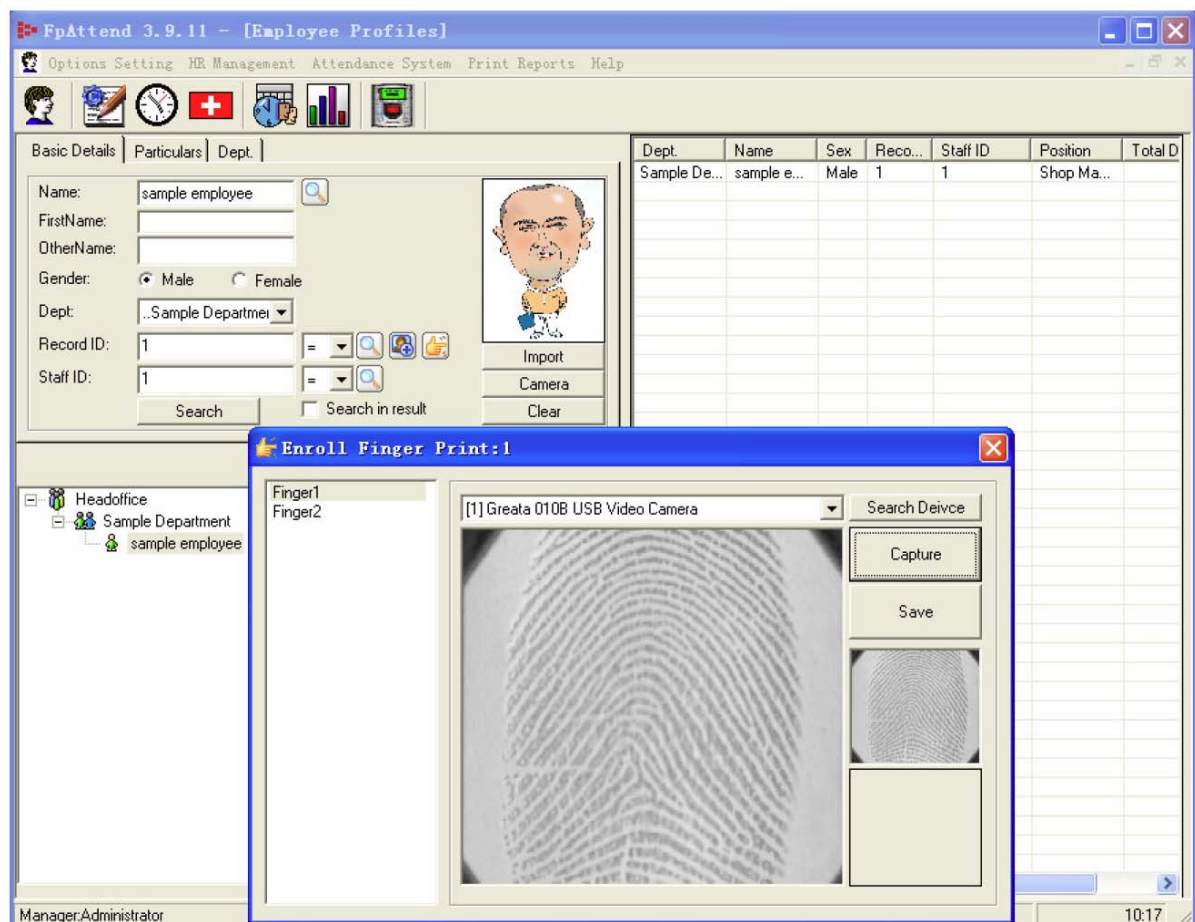 FpAttend 3.9.11 - [Employee Profiles]
Options Setting HR Management Attendance System Print Reports Help
Basic Details Particulars Dept.
Name: sample employee
FirstName:
OtherName:
Gender: Male Female
Dept: ..Sample Departmer
Record ID: 1 =
Staff ID: 1 =
Search Search in result
Import
Camera
Clear
Dept. Name Sex Reco... Staff ID Position Total D
Sample De... sample e... Male 1 1 Shop Ma...
Headoffice
Sample Department
sample employee
Enroll Finger Print:1
Finger1
Finger2
[1] Greata 010B USB Video Camera
Search Deivce
Capture
Save
Manager:Administrator
10:17